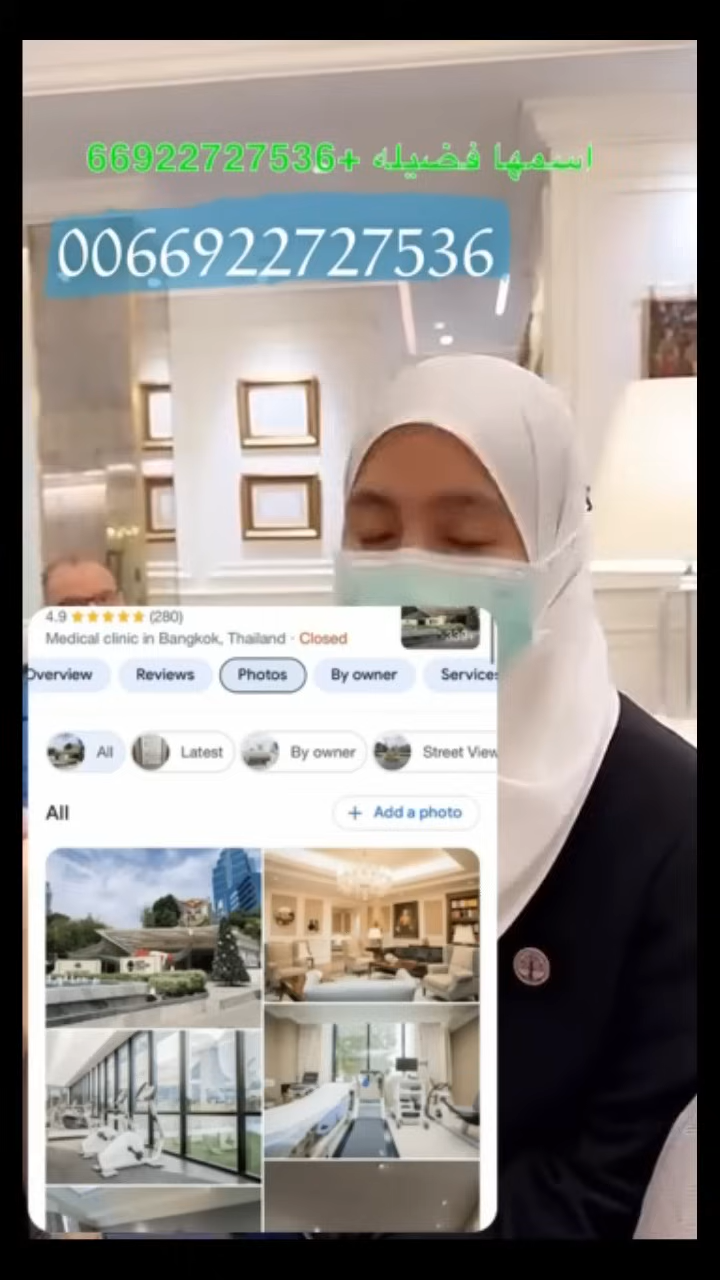 اسمها فضيله +66922727536
0066922727536
4.9 ★★★★★ (280)
Medical clinic in Bangkok, Thailand · Closed
Overview Reviews Photos By owner Services
All Latest By owner Street View
All + Add a photo